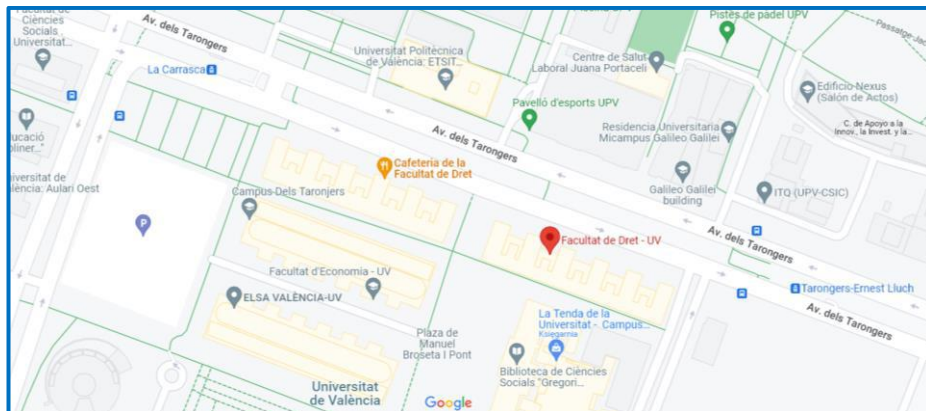 Facultat de
Ciències
Socials,
Universitat...
Av. dels Tarongers
La Carrasca
Universitat Politècnica
de València: ETSIT...
Pistes de pàdel UPV
Centre de Salut
Laboral Juana Portaceli
Edificio Nexus
(Salón de Actos)
C. de Apoyo a la
Innov., la Invest. y la...
Pavelló d'esports UPV
Residencia Universitaria
Micampus Galileo Galilei
Av. dels Tarongers
Cafeteria de la
Facultat de Dret
Campus-Dels Taronjers
Galileo Galilei
building
ITQ (UPV-CSIC)
Aulari Oest
P
Facultat de Dret - UV
Av. dels Tarongers
Facultat d'Economia - UV
Tarongers-Ernest Lluch
ELSA VALÈNCIA-UV
La Tenda de la
Universitat - Campus...
Księgarnia
Av. dels Tarongers
Plaza de
Manuel
Broseta I Pont
Biblioteca de Ciències
Socials "Gregori...
Universitat
de València
Google